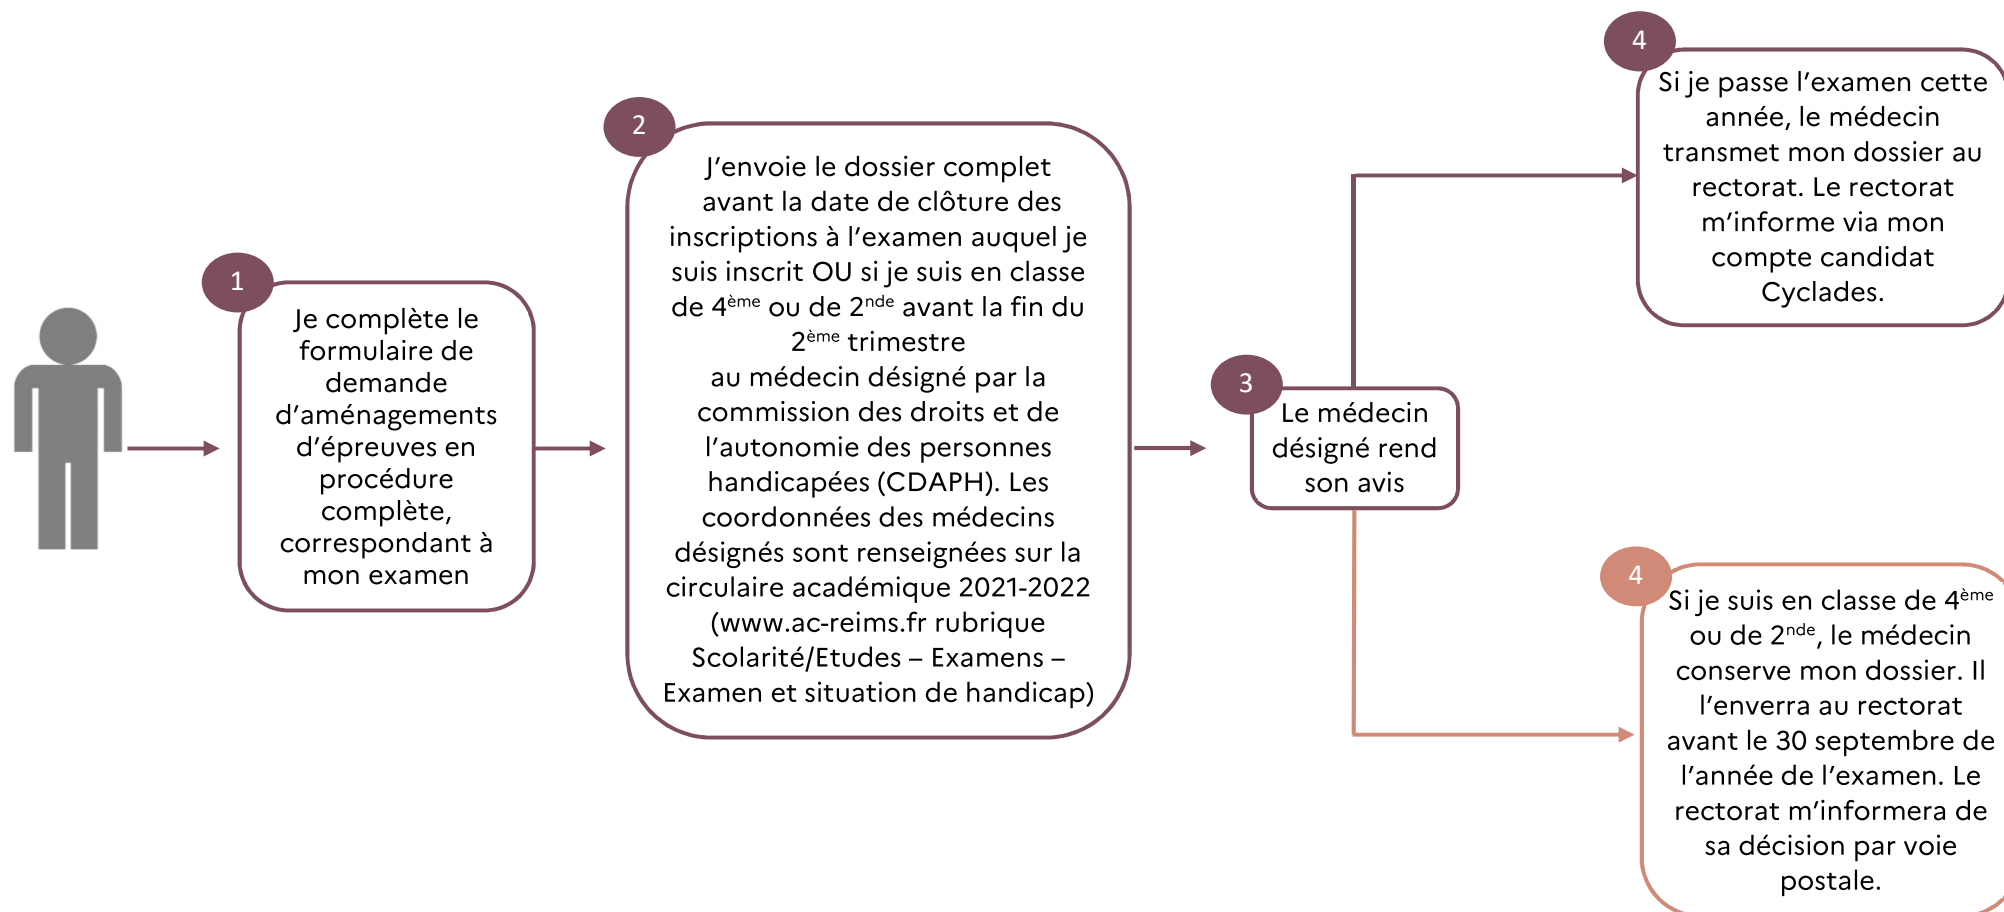 1
Je complète le
formulaire de
demande
d’aménagements
d’épreuves en
procédure
complète,
correspondant à
mon examen
2
J’envoie le dossier complet
avant la date de clôture des
inscriptions à l’examen auquel je
suis inscrit OU si je suis en classe
de 4ème ou de 2nde avant la fin du
2ème trimestre
au médecin désigné par la
commission des droits et de
l’autonomie des personnes
handicapées (CDAPH). Les
coordonnées des médecins
désignés sont renseignées sur la
circulaire académique 2021-2022
(www.ac-reims.fr rubrique
Scolarité/Etudes – Examens –
Examen et situation de handicap)
3
Le médecin
désigné rend
son avis
4
Si je passe l’examen cette
année, le médecin
transmet mon dossier au
rectorat. Le rectorat
m’informe via mon
compte candidat
Cyclades.
4
Si je suis en classe de 4ème
ou de 2nde, le médecin
conserve mon dossier. Il
l’enverra au rectorat
avant le 30 septembre de
l’année de l’examen. Le
rectorat m’informera de
sa décision par voie
postale.